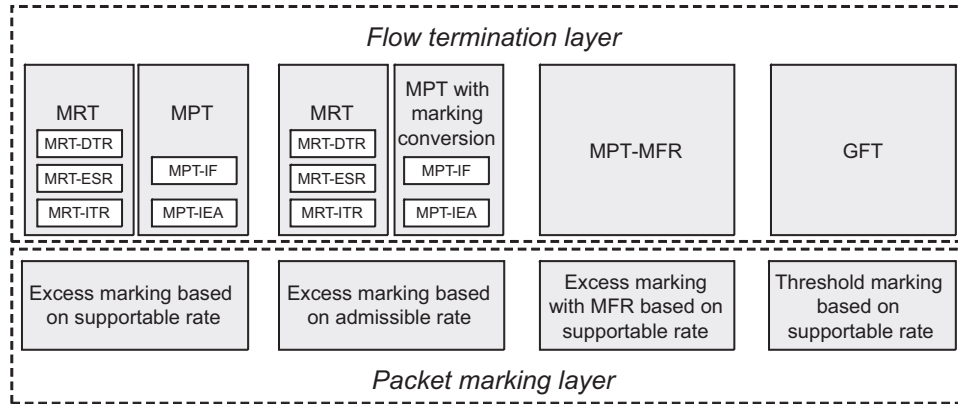 Flow termination layer
MRT
MRT-DTR
MRT-ESR
MRT-ITR
MPT
MPT-IF
MPT-IEA
MRT
MRT-DTR
MRT-ESR
MRT-ITR
MPT with
marking
conversion
MPT-IF
MPT-IEA
MPT-MFR
GFT
Excess marking based
on supportable rate
Excess marking based
on admissible rate
Excess marking
with MFR based on
supportable rate
Threshold marking
based on
supportable rate
Packet marking layer